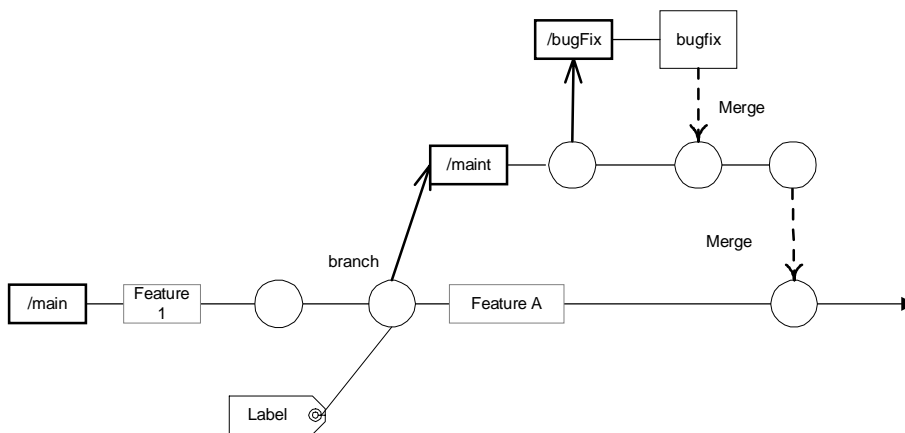 /bugFix
bugfix
Merge
/maint
Merge
branch
/main
Feature
1
Feature A
Label